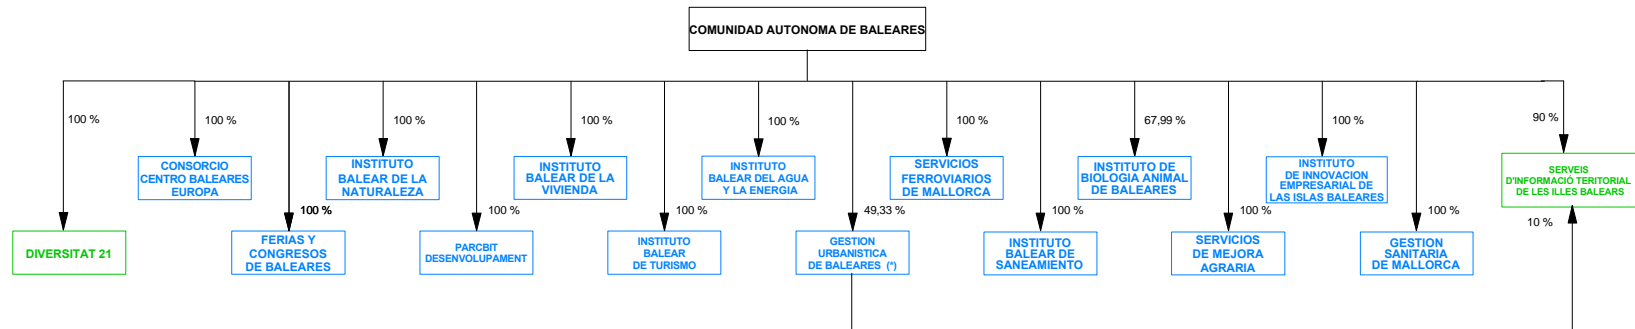 COMUNIDAD AUTONOMA DE BALEARES
100 %
100 %
100 %
100 %
100 %
100 %
67,99 %
100 %
90 %
CONSORCIO
CENTRO BALEARES
EUROPA
INSTITUTO
BALEAR DE LA
NATURALEZA
INSTITUTO
BALEAR DE LA
VIVIENDA
INSTITUTO
BALEAR DEL AGUA
Y LA ENERGIA
SERVICIOS
FERROVIARIOS
DE MALLORCA
INSTITUTO DE
BIOLOGIA ANIMAL
DE BALEARES
INSTITUTO
DE INNOVACION
EMPRESARIAL DE
LAS ISLAS BALEARES
SERVEIS
D'INFORMACIÓ TERITORIAL
DE LES ILLES BALEARS
100 %
100 %
100 %
49,33 %
100 %
100 %
100 %
10 %
DIVERSITAT 21
FERIAS Y
CONGRESOS
DE BALEARES
PARCBIT
DESENVOLUPAMENT
INSTITUTO
BALEAR
DE TURISMO
GESTION
URBANISTICA
DE BALEARES (*)
INSTITUTO
BALEAR DE
SANEAMIENTO
SERVICIOS
DE MEJORA
AGRARIA
GESTION
SANITARIA
DE MALLORCA